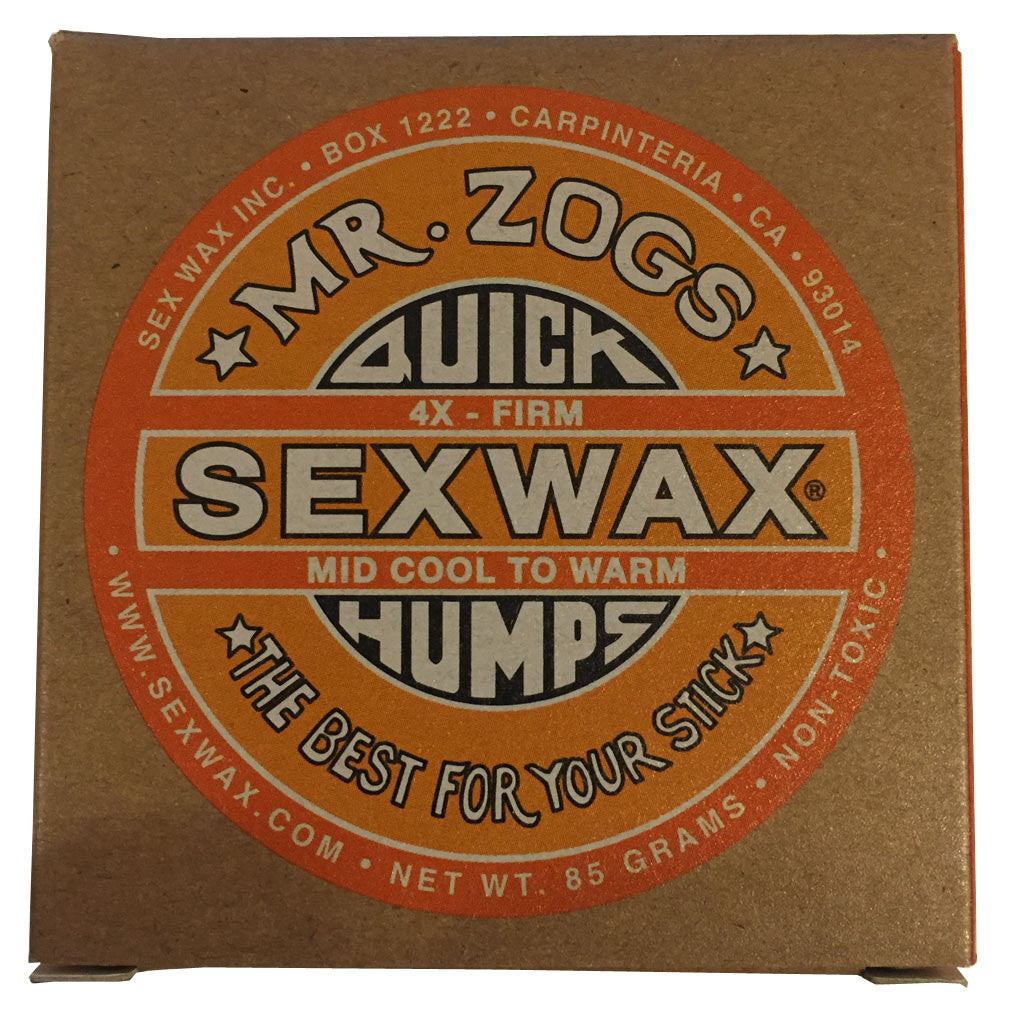 SEX WAX INC. • BOX 1222 • CARPINTERIA • CA • 93014
MR. ZOGS
QUICK
4X - FIRM
SEXWAX®
MID COOL TO WARM
HUMPS
THE BEST FOR YOUR STICK
• WWW.SEXWAX.COM • NET WT. 85 GRAMS • NON-TOXIC •